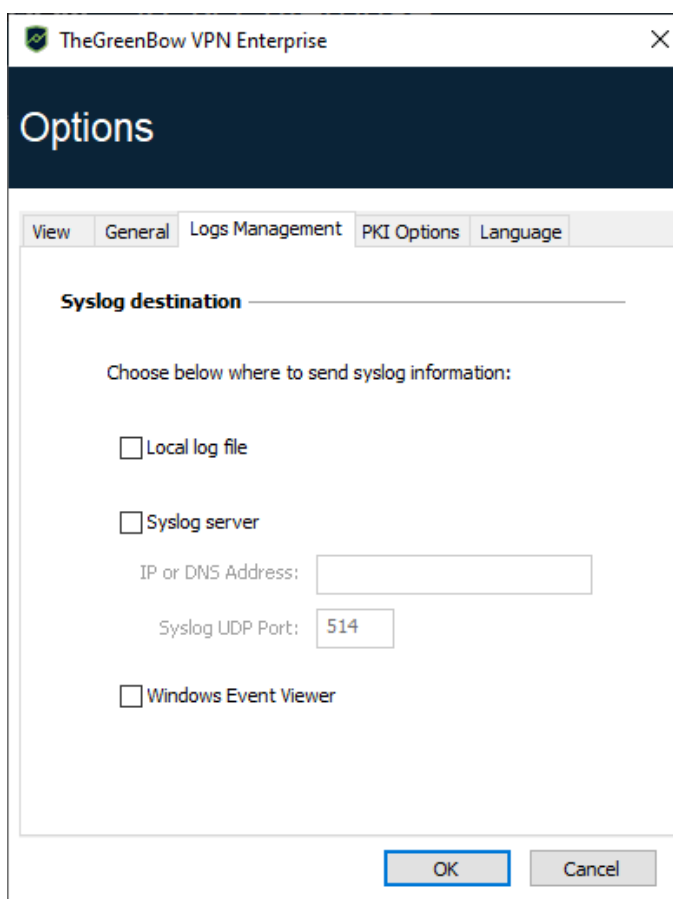 TheGreenBow VPN Enterprise
Options
View General Logs Management PKI Options Language
Syslog destination
Choose below where to send syslog information:
Local log file
Syslog server
IP or DNS Address:
Syslog UDP Port: 514
Windows Event Viewer
OK Cancel